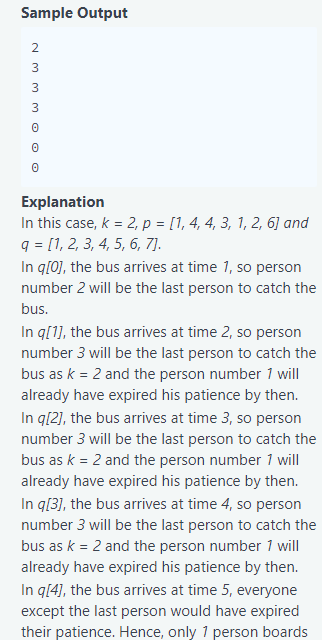 Sample Output
2
3
3
3
0
0
0
Explanation
In this case, k = 2, p = [1, 4, 4, 3, 1, 2, 6] and
q = [1, 2, 3, 4, 5, 6, 7].
In q[0], the bus arrives at time 1, so person
number 2 will be the last person to catch the
bus.
In q[1], the bus arrives at time 2, so person
number 3 will be the last person to catch the
bus as k = 2 and the person number 1 will
already have expired his patience by then.
In q[2], the bus arrives at time 3, so person
number 3 will be the last person to catch the
bus as k = 2 and the person number 1 will
already have expired his patience by then.
In q[3], the bus arrives at time 4, so person
number 3 will be the last person to catch the
bus as k = 2 and the person number 1 will
already have expired his patience by then.
In q[4], the bus arrives at time 5, everyone
except the last person would have expired
their patience. Hence, only 1 person boards